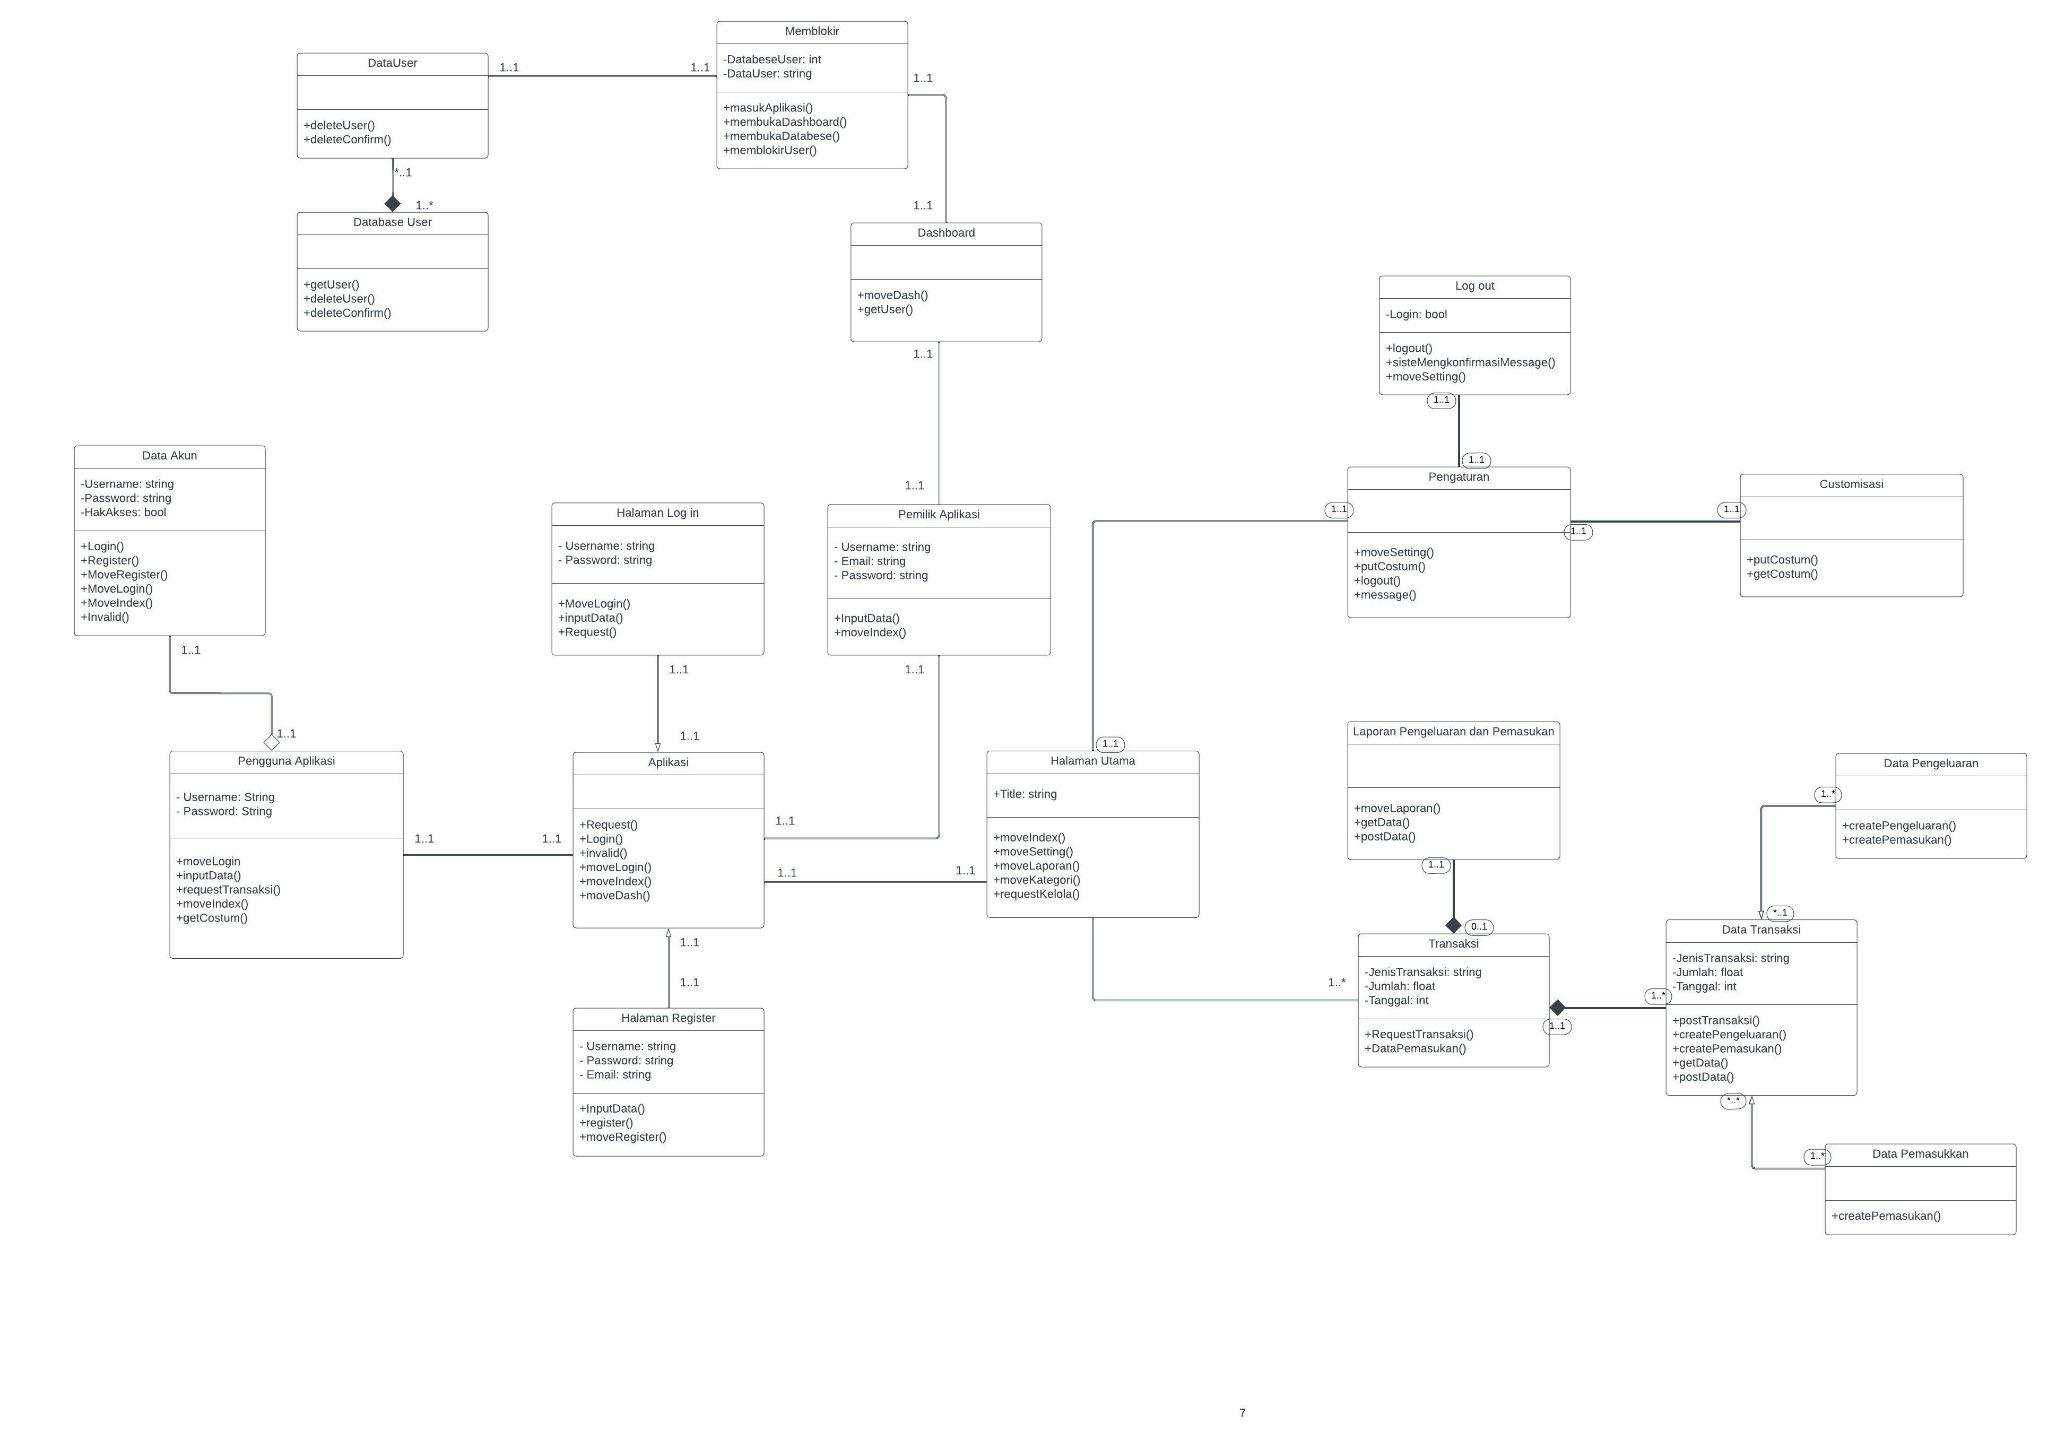 Memblokir
-DatabeseUser: int
-DataUser: string
+masukAplikasi()
+membukaDashboard()
+membukaDatabese()
+memblokirUser()
DataUser
+deleteUser()
+deleteConfirm()
1..1
1..1
1..1
*..1
1..*
Database User
+getUser()
+deleteUser()
+deleteConfirm()
1..1
Dashboard
+moveDash()
+getUser()
1..1
1..1
Log out
-Login: bool
+logout()
+sisteMengkonfirmasiMessage()
+moveSetting()
1..1
1..1
Pengaturan
+moveSetting()
+putCostum()
+logout()
+message()
1..1
1..1
1..1
Customisasi
+putCostum()
+getCostum()
Data Akun
-Username: string
-Password: string
-HakAkses: bool
+Login()
+Register()
+MoveRegister()
+MoveLogin()
+MoveIndex()
+Invalid()
1..1
1..1
Halaman Log in
- Username: string
- Password: string
+MoveLogin()
+inputData()
+Request()
1..1
1..1
Pemilik Aplikasi
- Username: string
- Email: string
- Password: string
+InputData()
+moveIndex()
1..1
1..1
Pengguna Aplikasi
- Username: String
- Password: String
+moveLogin
+inputData()
+requestTransaksi()
+moveIndex()
+getCostum()
1..1
1..1
Aplikasi
+Request()
+Login()
+invalid()
+moveLogin()
+moveIndex()
+moveDash()
1..1
1..1
1..1
1..1
1..1
Halaman Utama
+Title: string
+moveIndex()
+moveSetting()
+moveLaporan()
+moveKategori()
+requestKelola()
1..*
Halaman Register
- Username: string
- Password: string
- Email: string
+InputData()
+register()
+moveRegister()
Laporan Pengeluaran dan Pemasukan
+moveLaporan()
+getData()
+postData()
1..1
0..1
Transaksi
-JenisTransaksi: string
-Jumlah: float
-Tanggal: int
+RequestTransaksi()
+DataPemasukan()
1..1
1..*
Data Pengeluaran
+createPengeluaran()
+createPemasukan()
1..*
*..1
Data Transaksi
-JenisTransaksi: string
-Jumlah: float
-Tanggal: int
+postTransaksi()
+createPengeluaran()
+createPemasukan()
+getData()
+postData()
*..*
1..*
Data Pemasukkan
+createPemasukan()
7